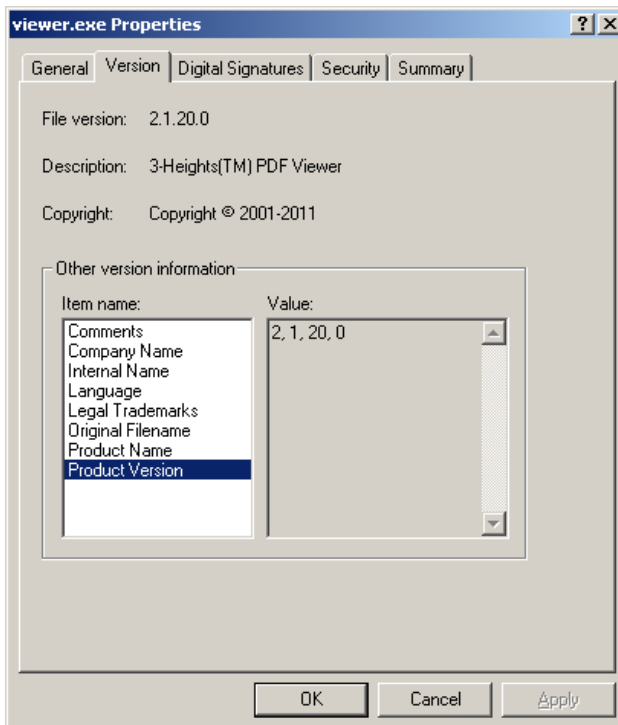 viewer.exe Properties
General Version Digital Signatures Security Summary
File version: 2.1.20.0
Description: 3-Heights(TM) PDF Viewer
Copyright: Copyright © 2001-2011
Other version information
Item name: Value:
Comments 2, 1, 20, 0
Company Name
Internal Name
Language
Legal Trademarks
Original Filename
Product Name
Product Version
OK Cancel Apply